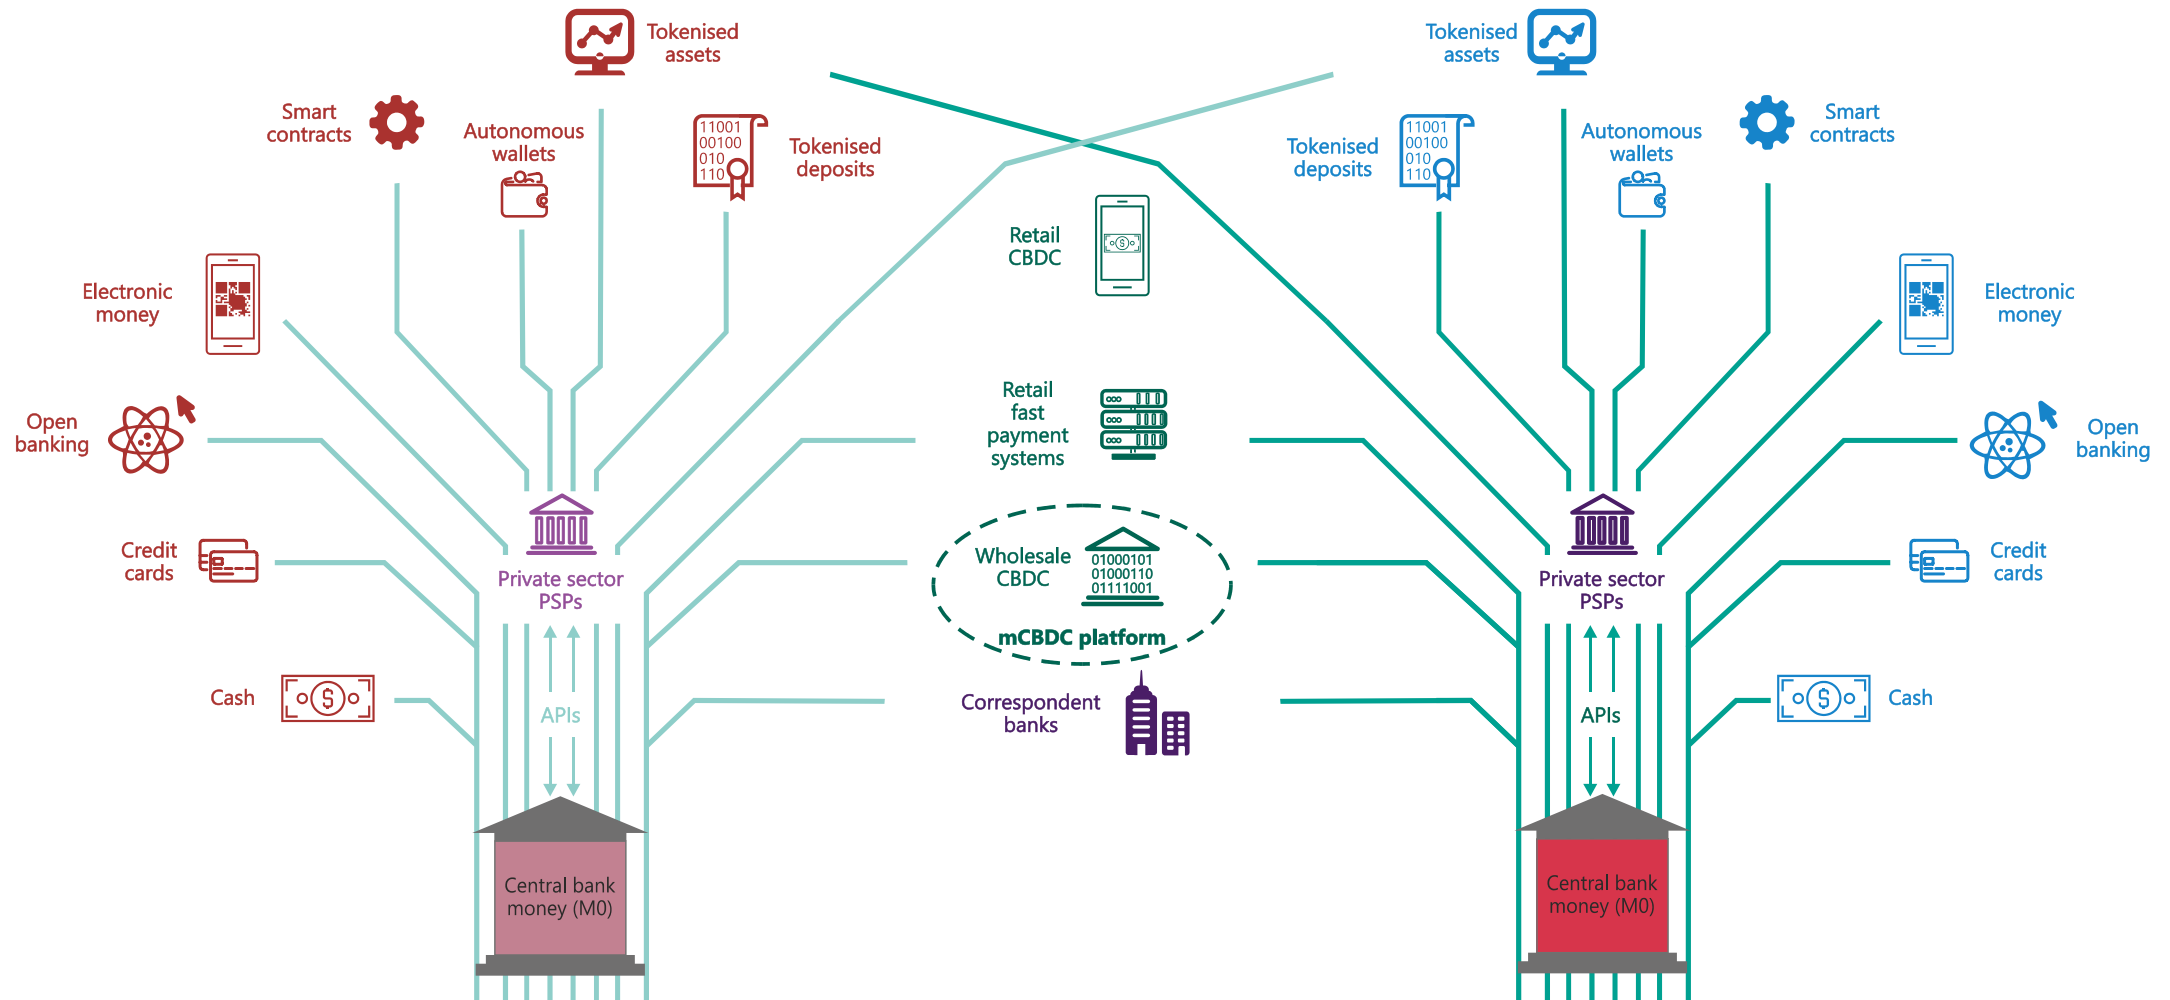 Tokenised
assets
Tokenised
assets
Smart
contracts
Autonomous
wallets
11001
00100
010
110
Tokenised
deposits
Tokenised
deposits
11001
00100
010
110
Autonomous
wallets
Smart
contracts
Retail
CBDC
$
Electronic
money
Electronic
money
Retail
fast
payment
systems
Open
banking
Open
banking
Credit
cards
Private sector
PSPs
Wholesale
CBDC
01000101
01000110
01111001
mCBDC platform
Private sector
PSPs
Credit
cards
Cash
$
APIs
Correspondent
banks
APIs
$
Cash
Central bank
money (M0)
Central bank
money (M0)